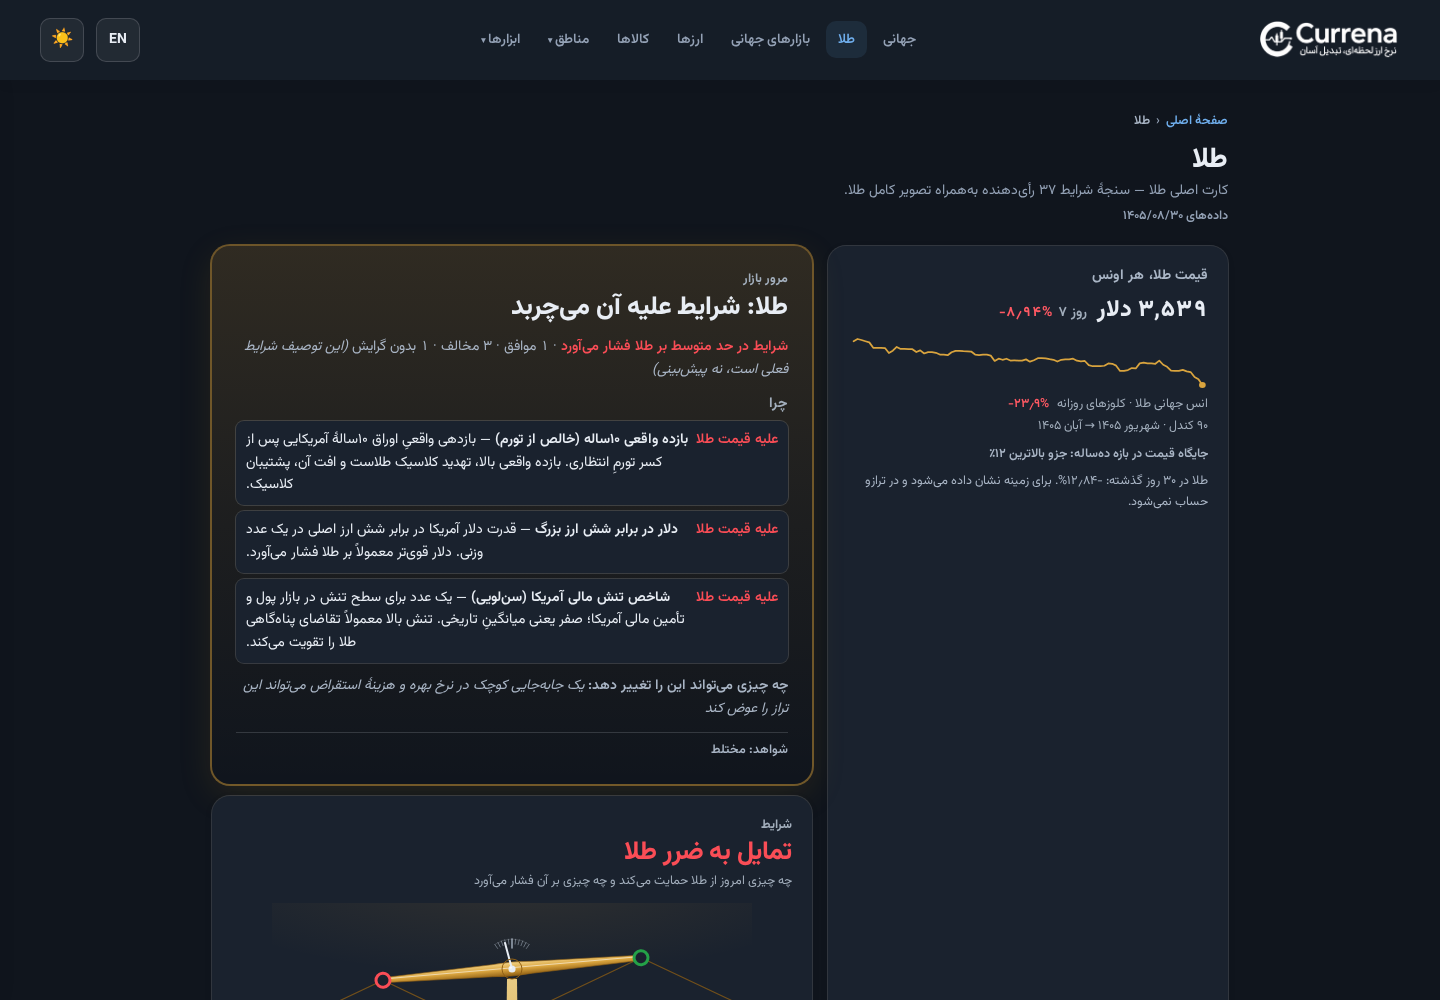 Currena
نرخ ارز لحظه‌ای، تبدیل آسان
جهانی
طلا
بازارهای جهانی
ارزها
کالاها
مناطق ▾
ابزارها ▾
EN
صفحهٔ اصلی ‹ طلا
طلا
کارت اصلی طلا — سنجهٔ شرایط ۳۷ رأی‌دهنده به‌همراه تصویر کامل طلا.
داده‌های ۱۴۰۵/۰۸/۳۰
قیمت طلا، هر اونس
۳,۵۳۹ دلار ۷ روز -۸٫۹۴%
انس جهانی طلا · کلوزهای روزانه -۲۳٫۹%
۹۰ کندل · شهریور ۱۴۰۵ → آبان ۱۴۰۵
جایگاه قیمت در بازه ده‌ساله: جزو بالاترین ۱۲٪
طلا در ۳۰ روز گذشته: -۱۲٫۸۴%. برای زمینه نشان داده می‌شود و در ترازو
حساب نمی‌شود.
مرور بازار
طلا: شرایط علیه آن می‌چربد
شرایط در حد متوسط بر طلا فشار می‌آورد · ۱ موافق · ۳ مخالف · ۱ بدون گرایش (این توصیف شرایط
فعلی است، نه پیش‌بینی)
چرا
علیه قیمت طلا بازده واقعی ۱۰ساله (خالص از تورم) — بازدهی واقعیِ اوراق ۱۰سالهٔ آمریکایی پس از
کسر تورمِ انتظاری. بازده واقعی بالا، تهدید کلاسیک طلاست و افت آن، پشتیبان
کلاسیک.
علیه قیمت طلا دلار در برابر شش ارز بزرگ — قدرت دلار آمریکا در برابر شش ارز اصلی در یک عدد
وزنی. دلار قوی‌تر معمولاً بر طلا فشار می‌آورد.
علیه قیمت طلا شاخص تنش مالی آمریکا (سن‌لویی) — یک عدد برای سطح تنش در بازار پول و
تأمین مالی آمریکا؛ صفر یعنی میانگینِ تاریخی. تنش بالا معمولاً تقاضای پناه‌گاهی
طلا را تقویت می‌کند.
چه چیزی می‌تواند این را تغییر دهد: یک جابه‌جایی کوچک در نرخ بهره و هزینهٔ استقراض می‌تواند این
تراز را عوض کند
شواهد: مختلط
شرایط
تمایل به ضرر طلا
چه چیزی امروز از طلا حمایت می‌کند و چه چیزی بر آن فشار می‌آورد